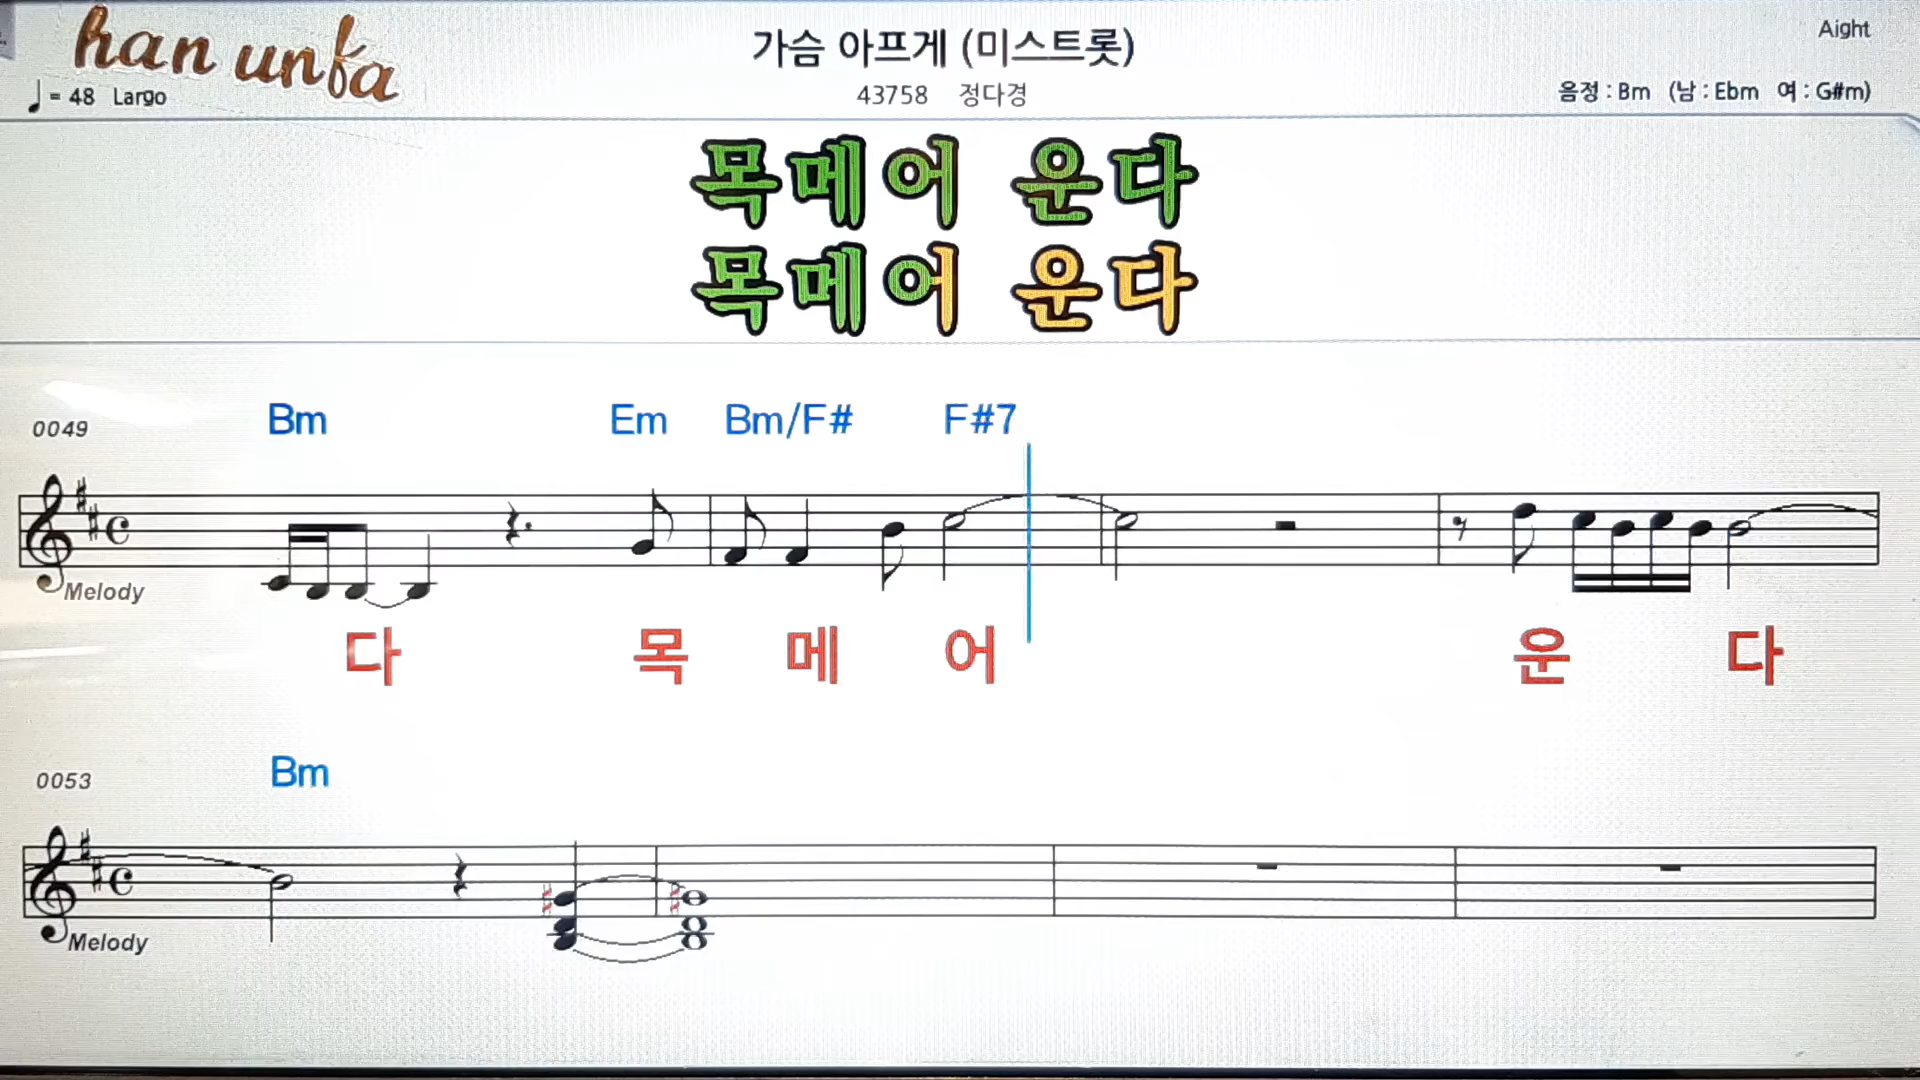 han unfa
가슴 아프게 (미스트롯)
Aight
♩ = 48 Largo
43758 정다경
음정 : Bm (남 : Ebm 여 : G#m)
목메어 운다
목메어 운다
0049 Bm Em Bm/F# F#7
Melody
다 목 메 어 운 다
0053 Bm
Melody